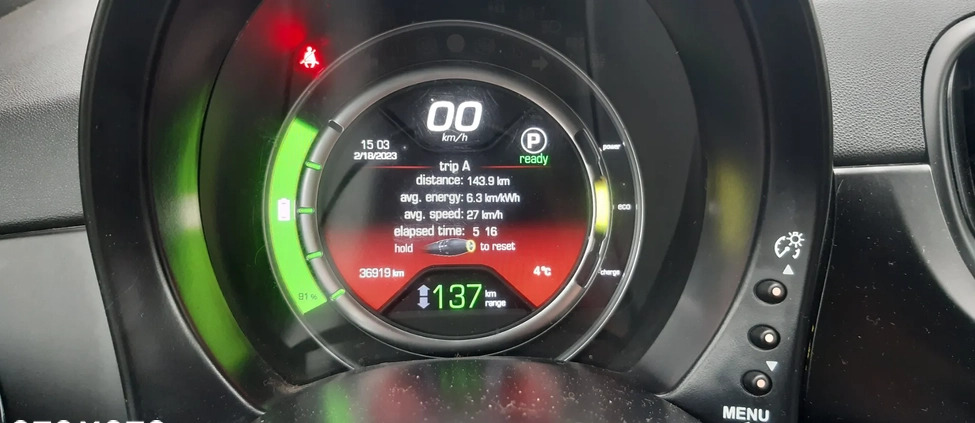 00
km/h
15 03
2/18/2023
P
ready
power
trip A
distance: 143.9 km
avg. energy: 6.3 km/kWh
eco
avg. speed: 27 km/h
elapsed time: 5 16
hold to reset
36919 km
4°C
charge
91 %
137 km range
MENU